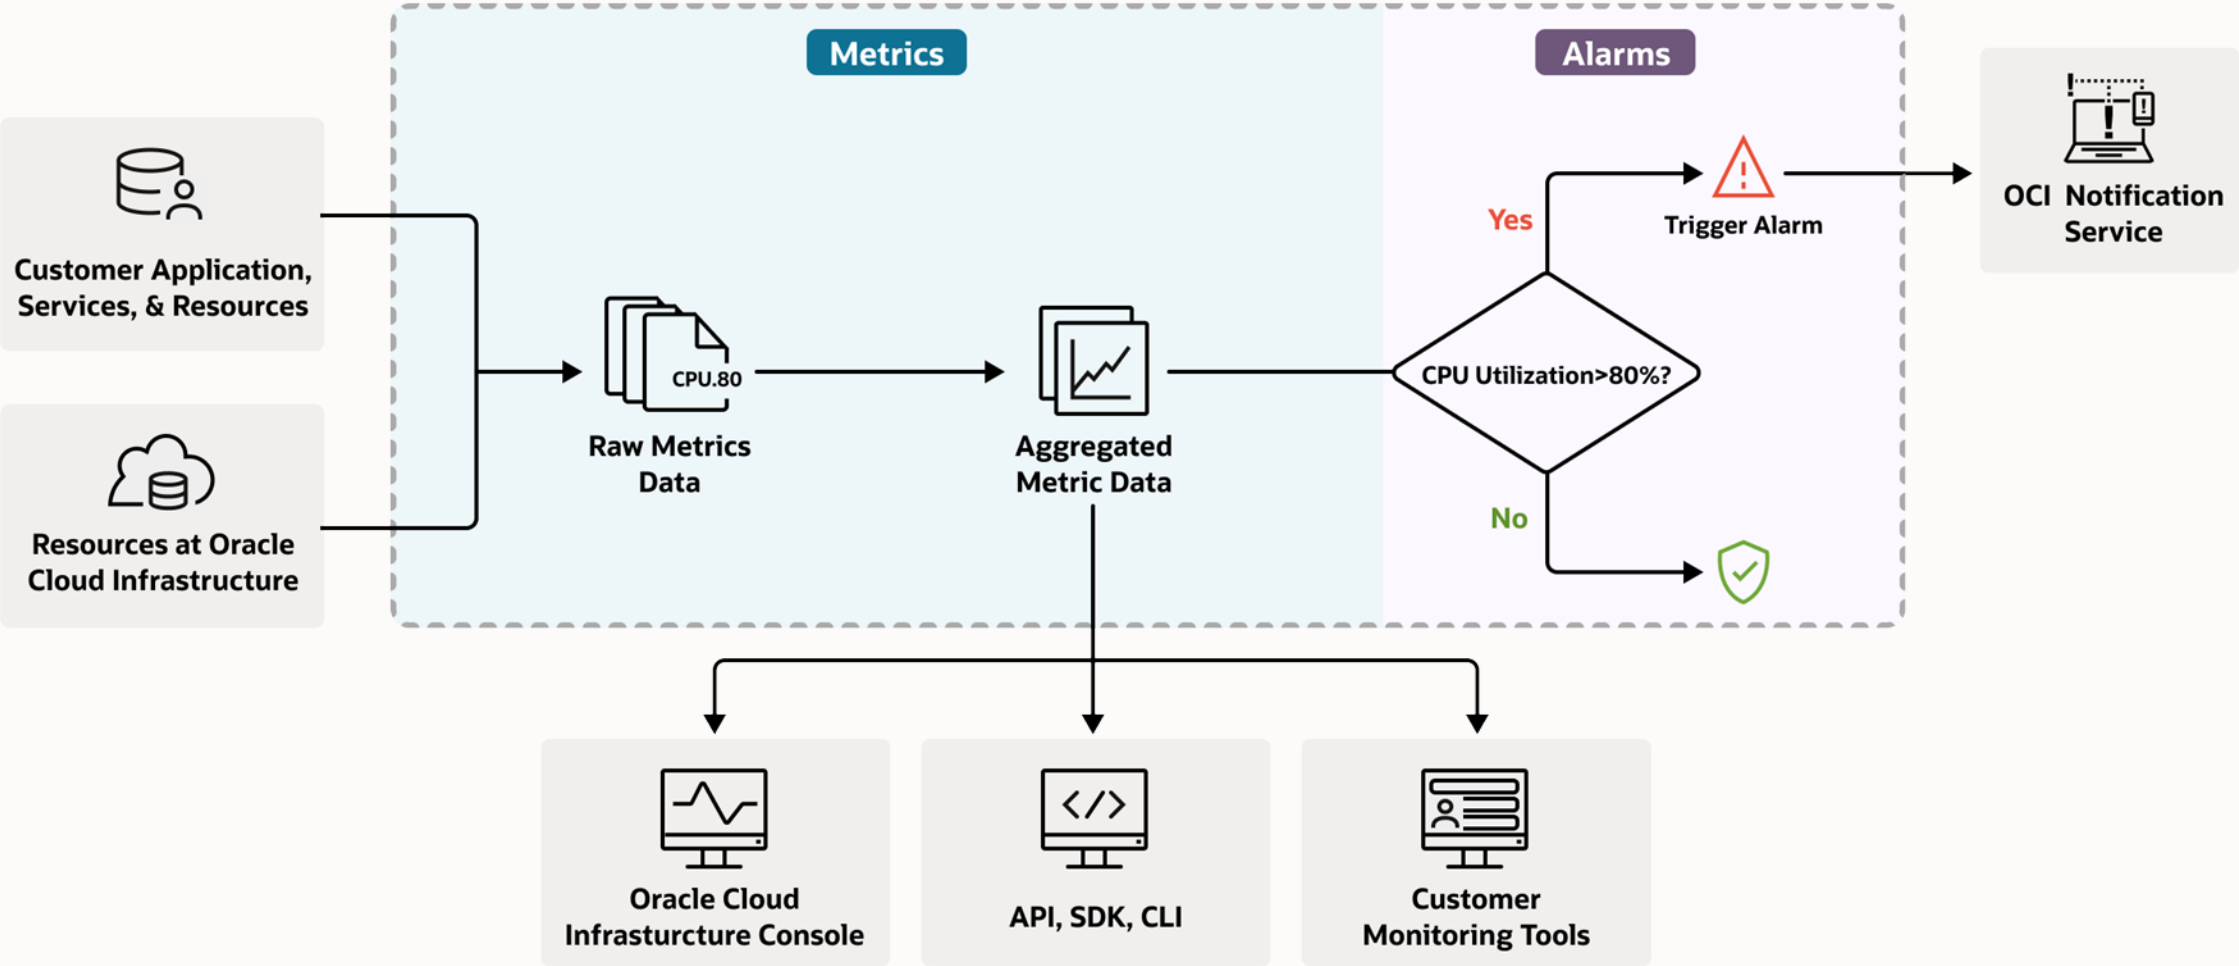 Metrics
Alarms
Customer Application,
Services, & Resources
Resources at Oracle
Cloud Infrastructure
CPU.80
Raw Metrics
Data
Aggregated
Metric Data
CPU Utilization>80%?
Yes
No
Trigger Alarm
OCI Notification
Service
Oracle Cloud
Infrasturcture Console
API, SDK, CLI
Customer
Monitoring Tools